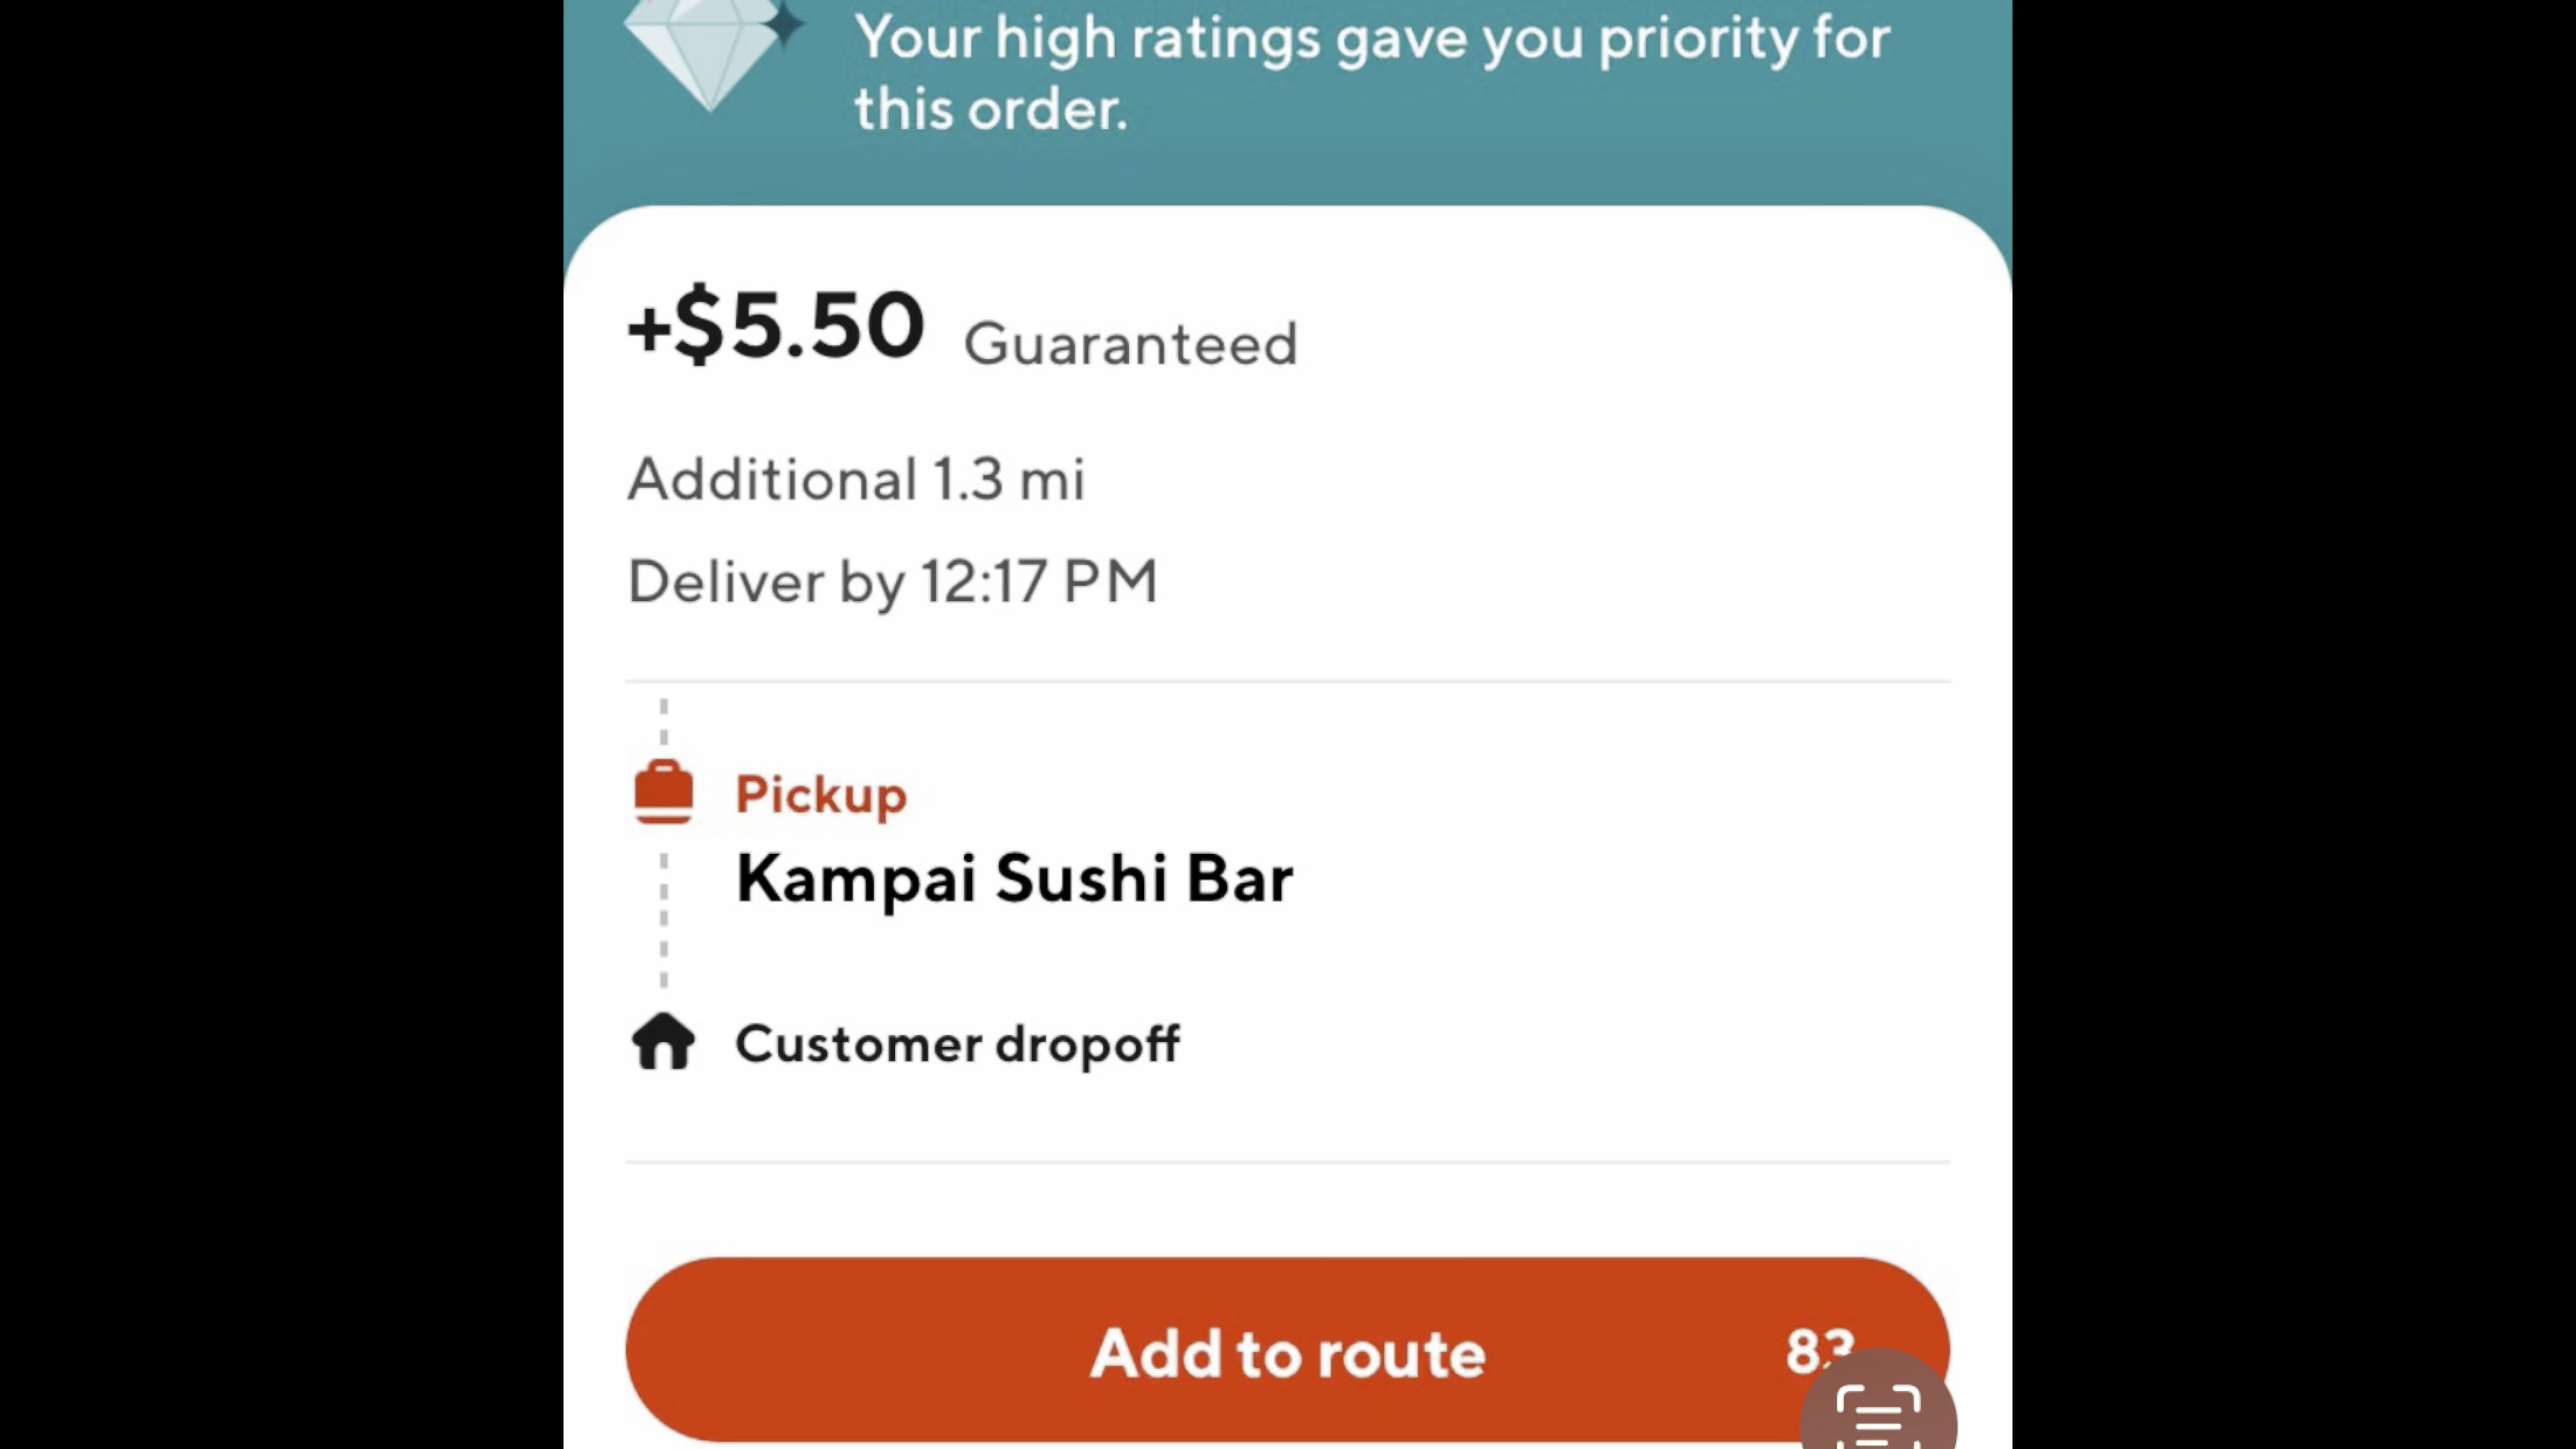 Your high ratings gave you priority for
this order.
+$5.50 Guaranteed
Additional 1.3 mi
Deliver by 12:17 PM
Pickup
Kampai Sushi Bar
Customer dropoff
Add to route 83